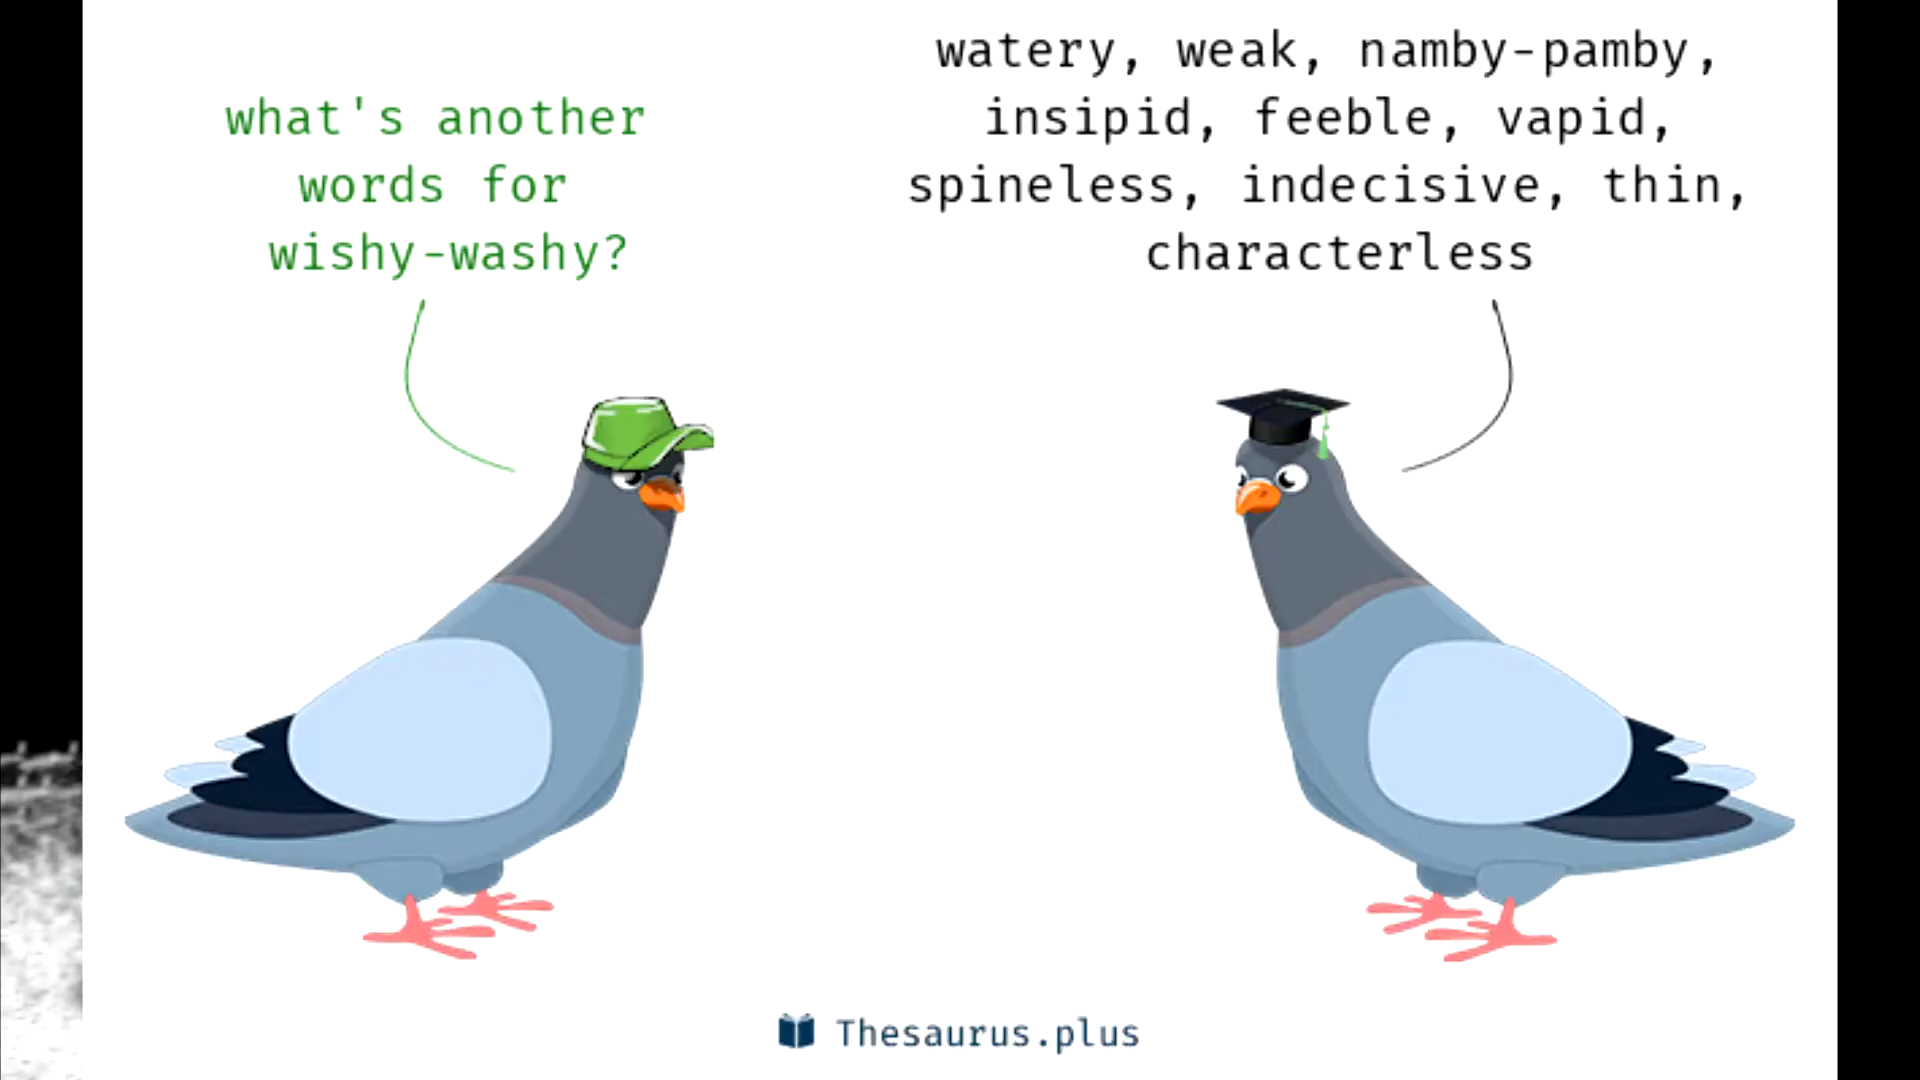 what's another
words for
wishy-washy?
watery, weak, namby-pamby,
insipid, feeble, vapid,
spineless, indecisive, thin,
characterless
Thesaurus.plus